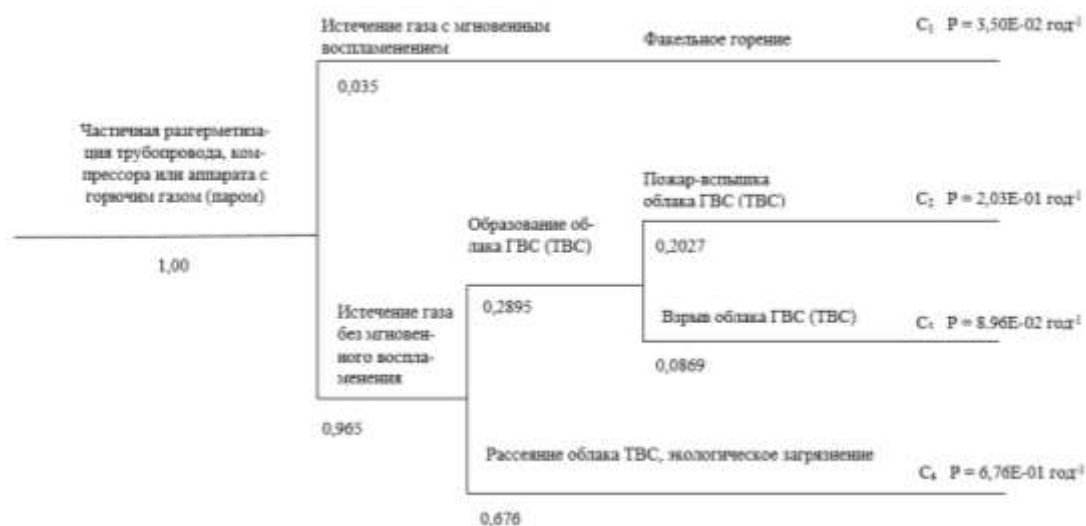 Истечение газа с мгновенным
воспламенением
Факельное горение
C₁ P = 3,50E-02 год⁻¹
0,035
Частичная разгерметиза-
ция трубопровода, ком-
прессора или аппарата с
горючим газом (паром)
1,00
Пожар-вспышка
облака ГВС (ТВС)
C₂ P = 2,03E-01 год⁻¹
Образование об-
лака ГВС (ТВС)
0,2027
0,2895
Истечение газа
без мгновен-
ного воспла-
менения
Взрыв облака ГВС (ТВС)
C₃ P = 8.96E-02 год⁻¹
0,0869
0,965
Рассеяние облака ТВС, экологическое загрязнение
C₄ P = 6,76E-01 год⁻¹
0,676